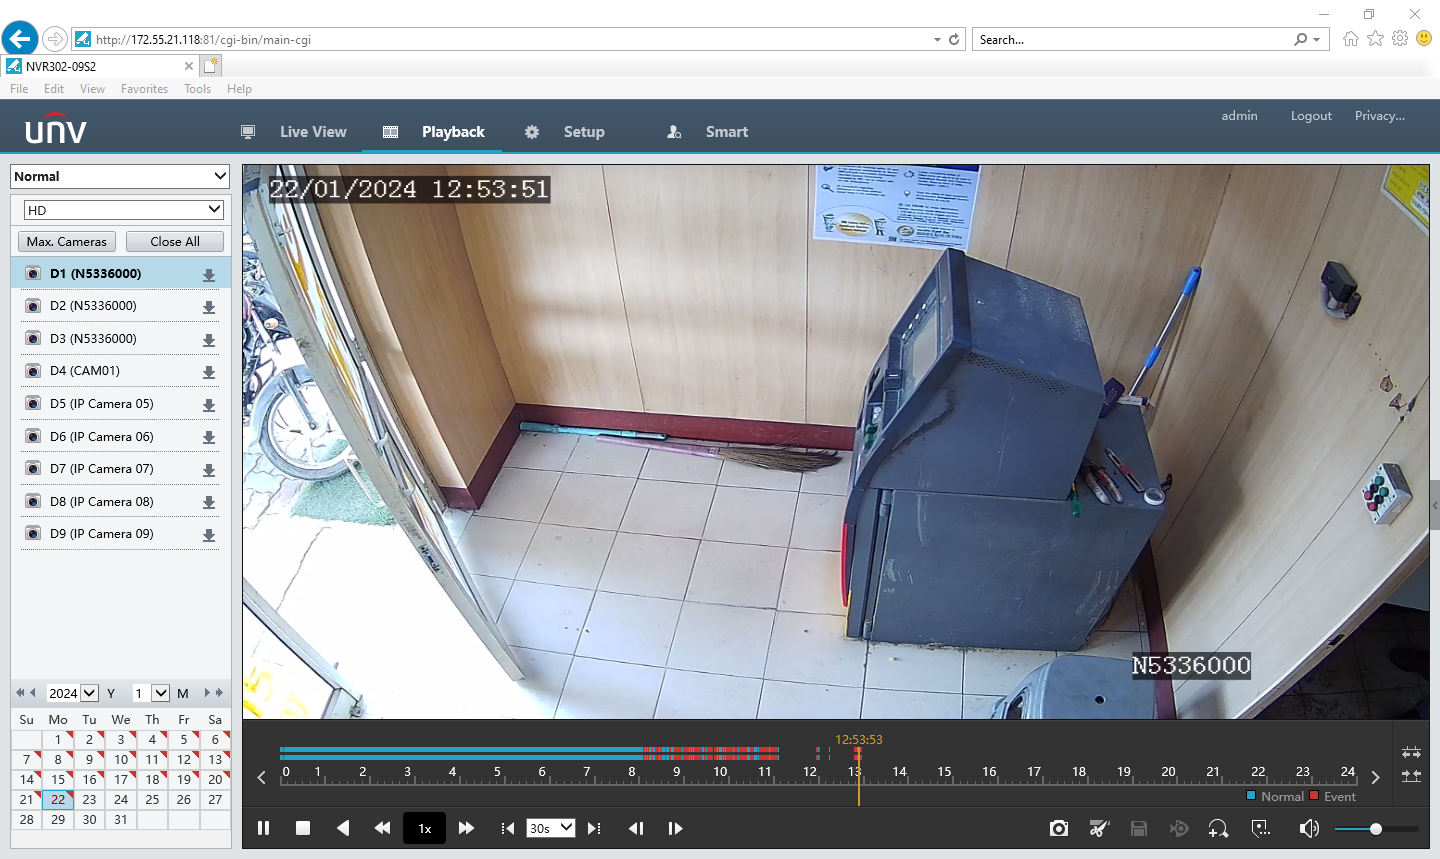 http://172.55.21.118:81/cgi-bin/main-cgi
Search...
NVR302-09S2
File Edit View Favorites Tools Help
unv
Live View
Playback
Setup
Smart
admin
Logout
Privacy...
Normal
HD
Max. Cameras
Close All
D1 (N5336000)
D2 (N5336000)
D3 (N5336000)
D4 (CAM01)
D5 (IP Camera 05)
D6 (IP Camera 06)
D7 (IP Camera 07)
D8 (IP Camera 08)
D9 (IP Camera 09)
2024 Y 1 M
Su Mo Tu We Th Fr Sa
1 2 3 4 5 6
7 8 9 10 11 12 13
14 15 16 17 18 19 20
21 22 23 24 25 26 27
28 29 30 31
22/01/2024 12:53:51
N5336000
12:53:53
0 1 2 3 4 5 6 7 8 9 10 11 12 13 14 15 16 17 18 19 20 21 22 23 24
Normal Event
1x
30s